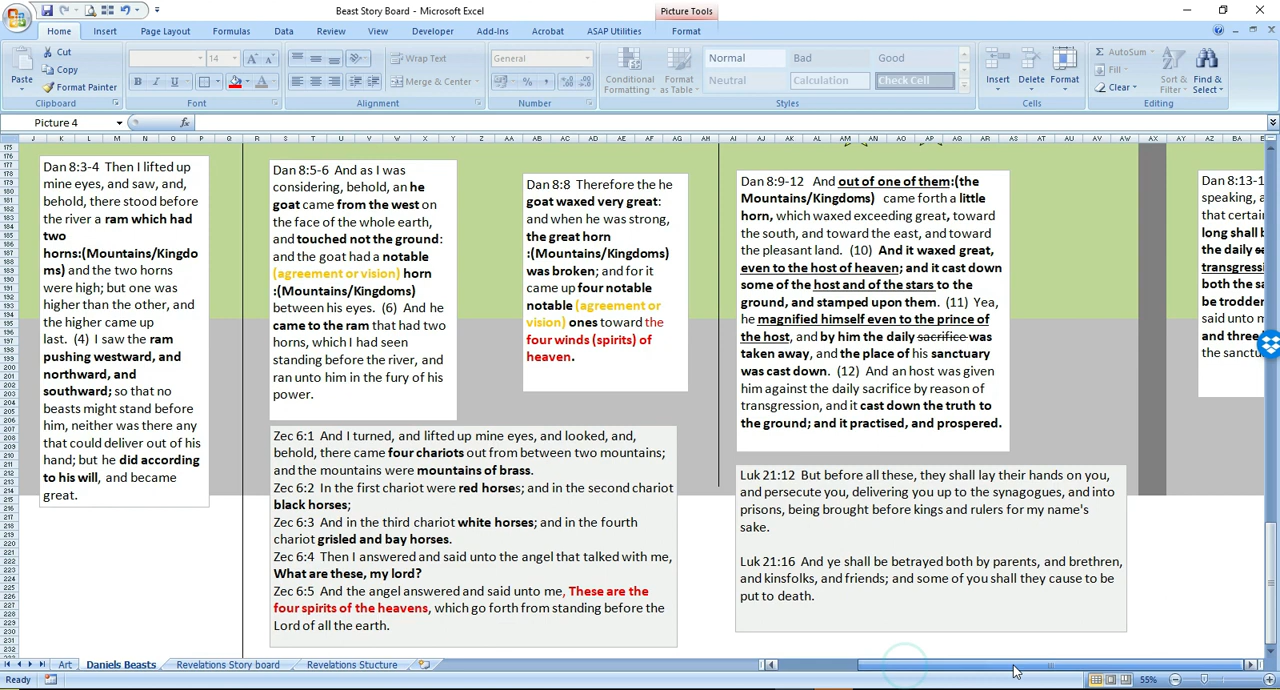 Beast Story Board - Microsoft Excel
Picture Tools
Home Insert Page Layout Formulas Data Review View Developer Add-Ins Acrobat ASAP Utilities Format
Paste
Cut
Copy
Format Painter
Clipboard
14
B I U
Font
Wrap Text
Merge & Center
Alignment
General
Number
Conditional Formatting
Format as Table
Normal Bad Good
Neutral Calculation Check Cell
Styles
Insert Delete Format
Cells
AutoSum
Fill
Clear
Sort & Filter
Find & Select
Editing
Picture 4
fx
J K L M N O P Q R S T U V W X Y Z AA AB AC AD AE AF AG AH AI AJ AK AL AM AN AO AP AQ AR AS AT AU AV AW AX AY AZ BA
Dan 8:3-4 Then I lifted up
mine eyes, and saw, and,
behold, there stood before
the river a ram which had
two
horns:(Mountains/Kingdo
ms) and the two horns
were high; but one was
higher than the other, and
the higher came up
last. (4) I saw the ram
pushing westward, and
northward, and
southward; so that no
beasts might stand before
him, neither was there any
that could deliver out of his
hand; but he did according
to his will, and became
great.
Dan 8:5-6 And as I was
considering, behold, an he
goat came from the west on
the face of the whole earth,
and touched not the ground:
and the goat had a notable
(agreement or vision) horn
:(Mountains/Kingdoms)
between his eyes. (6) And he
came to the ram that had two
horns, which I had seen
standing before the river, and
ran unto him in the fury of his
power.
Dan 8:8 Therefore the he
goat waxed very great:
and when he was strong,
the great horn
:(Mountains/Kingdoms)
was broken; and for it
came up four notable
notable (agreement or
vision) ones toward the
four winds (spirits) of
heaven.
Dan 8:9-12 And out of one of them:(the
Mountains/Kingdoms) came forth a little
horn, which waxed exceeding great, toward
the south, and toward the east, and toward
the pleasant land. (10) And it waxed great,
even to the host of heaven; and it cast down
some of the host and of the stars to the
ground, and stamped upon them. (11) Yea,
he magnified himself even to the prince of
the host, and by him the daily sacrifice was
taken away, and the place of his sanctuary
was cast down. (12) And an host was given
him against the daily sacrifice by reason of
transgression, and it cast down the truth to
the ground; and it practised, and prospered.
Dan 8:13-1
speaking, a
that certai
long shall b
the daily s
transgressi
both the sa
be trodden
said unto m
and three h
the sanctu
Zec 6:1 And I turned, and lifted up mine eyes, and looked, and,
behold, there came four chariots out from between two mountains;
and the mountains were mountains of brass.
Zec 6:2 In the first chariot were red horses; and in the second chariot
black horses;
Zec 6:3 And in the third chariot white horses; and in the fourth
chariot grisled and bay horses.
Zec 6:4 Then I answered and said unto the angel that talked with me,
What are these, my lord?
Zec 6:5 And the angel answered and said unto me, These are the
four spirits of the heavens, which go forth from standing before the
Lord of all the earth.
Luk 21:12 But before all these, they shall lay their hands on you,
and persecute you, delivering you up to the synagogues, and into
prisons, being brought before kings and rulers for my name's
sake.
Luk 21:16 And ye shall be betrayed both by parents, and brethren,
and kinsfolks, and friends; and some of you shall they cause to be
put to death.
Art Daniels Beasts Revelations Story board Revelations Stucture
Ready
55%